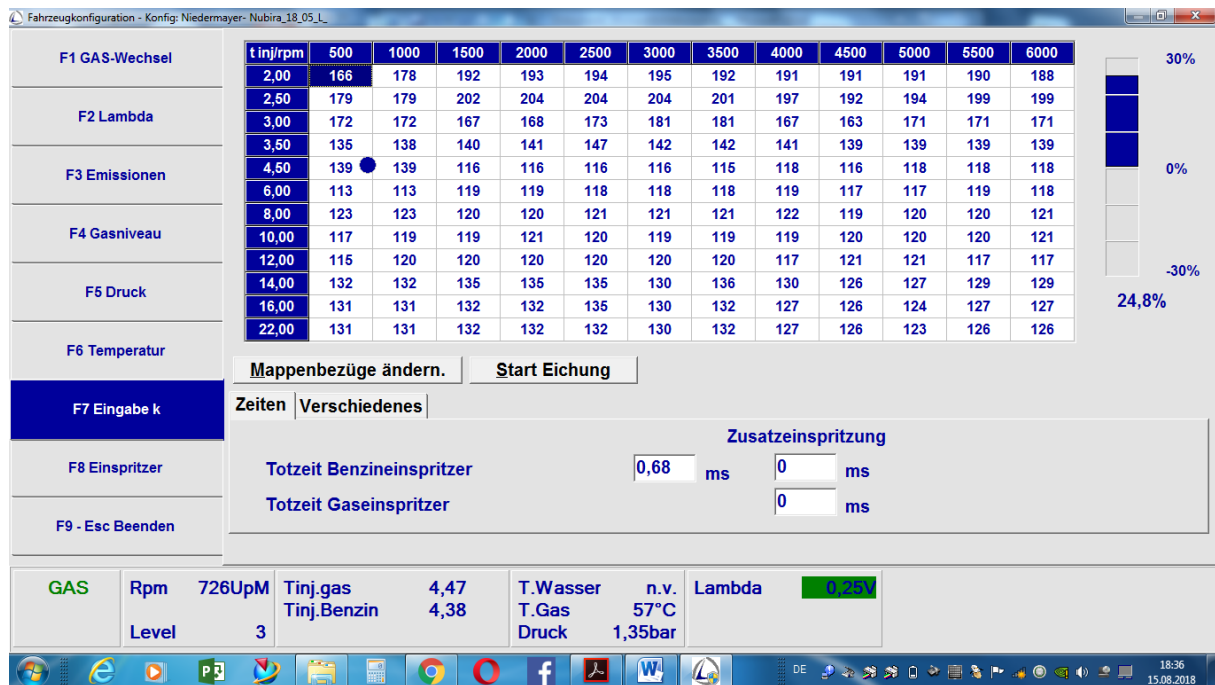 Fahrzeugkonfiguration - Konfig: Niedermayer- Nubira_18_05_L_
F1 GAS-Wechsel
F2 Lambda
F3 Emissionen
F4 Gasniveau
F5 Druck
F6 Temperatur
F7 Eingabe k
F8 Einspritzer
F9 - Esc Beenden
t inj/rpm 500 1000 1500 2000 2500 3000 3500 4000 4500 5000 5500 6000
2,00 166 178 192 193 194 195 192 191 191 191 190 188
2,50 179 179 202 204 204 204 201 197 192 194 199 199
3,00 172 172 167 168 173 181 181 167 163 171 171 171
3,50 135 138 140 141 147 142 142 141 139 139 139 139
4,50 139 139 116 116 116 116 115 118 116 118 118 118
6,00 113 113 119 119 118 118 118 119 117 117 119 118
8,00 123 123 120 120 121 121 121 122 119 120 120 121
10,00 117 119 119 121 120 119 119 119 120 120 120 121
12,00 115 120 120 120 120 120 120 117 121 121 117 117
14,00 132 132 135 135 135 130 136 130 126 127 129 129
16,00 131 131 132 132 135 130 132 127 126 124 127 127
22,00 131 131 132 132 132 130 132 127 126 123 126 126
30%
0%
-30%
24,8%
Mappenbezüge ändern. Start Eichung
Zeiten Verschiedenes
Zusatzeinspritzung
Totzeit Benzineinspritzer 0,68 ms 0 ms
Totzeit Gaseinspritzer 0 ms
GAS Rpm 726UpM Tinj.gas 4,47 T.Wasser n.v. Lambda 0,25V
Tinj.Benzin 4,38 T.Gas 57°C
Level 3 Druck 1,35bar
DE 18:36
15.08.2018